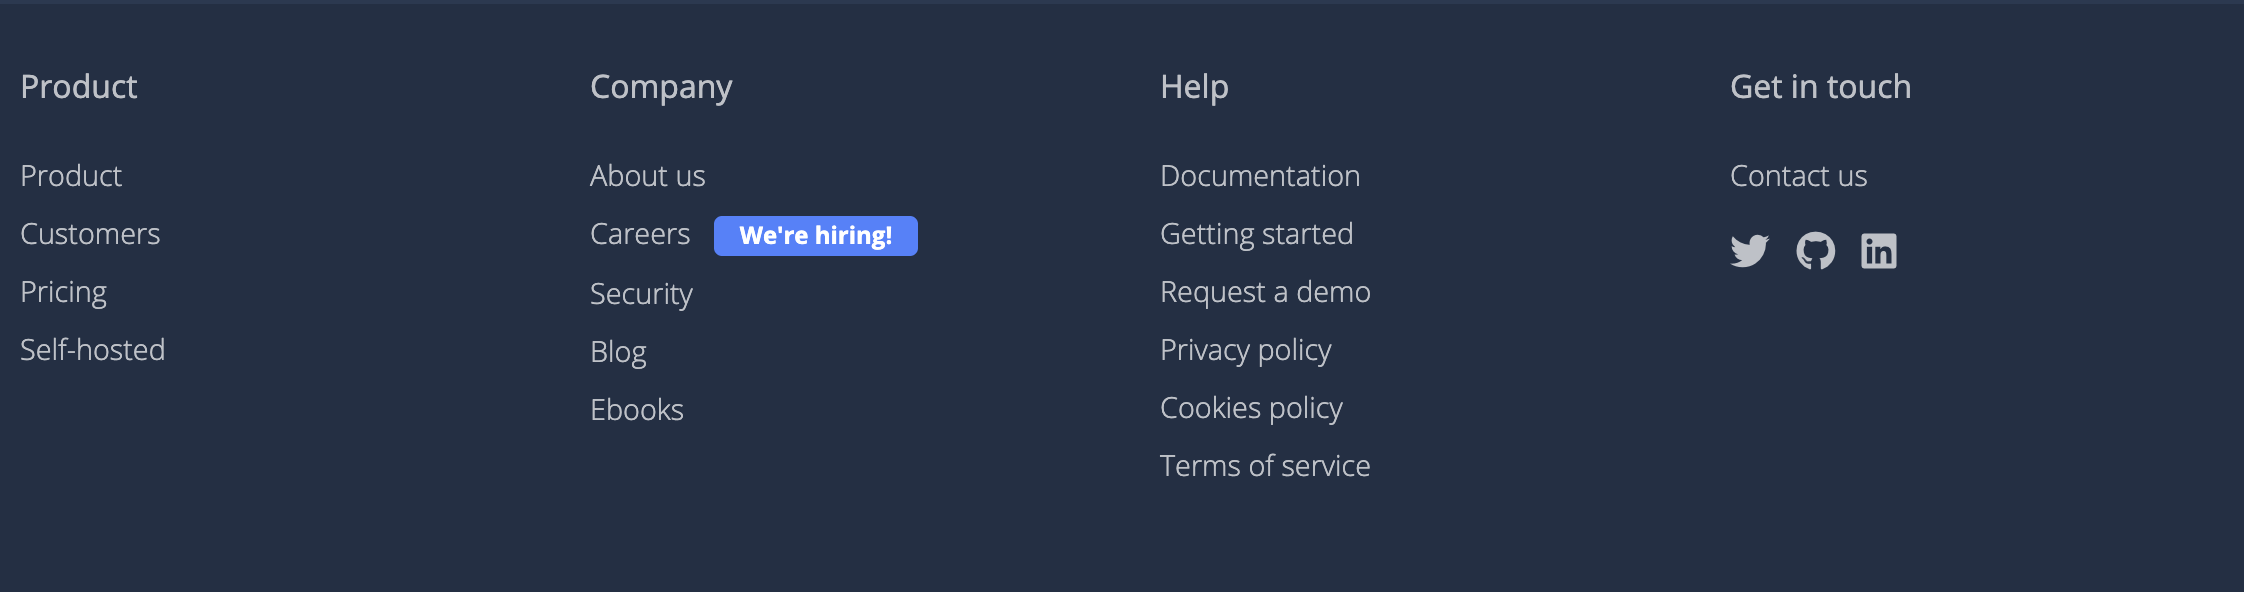 Product
Product
Customers
Pricing
Self-hosted
Company
About us
Careers We're hiring!
Security
Blog
Ebooks
Help
Documentation
Getting started
Request a demo
Privacy policy
Cookies policy
Terms of service
Get in touch
Contact us
in